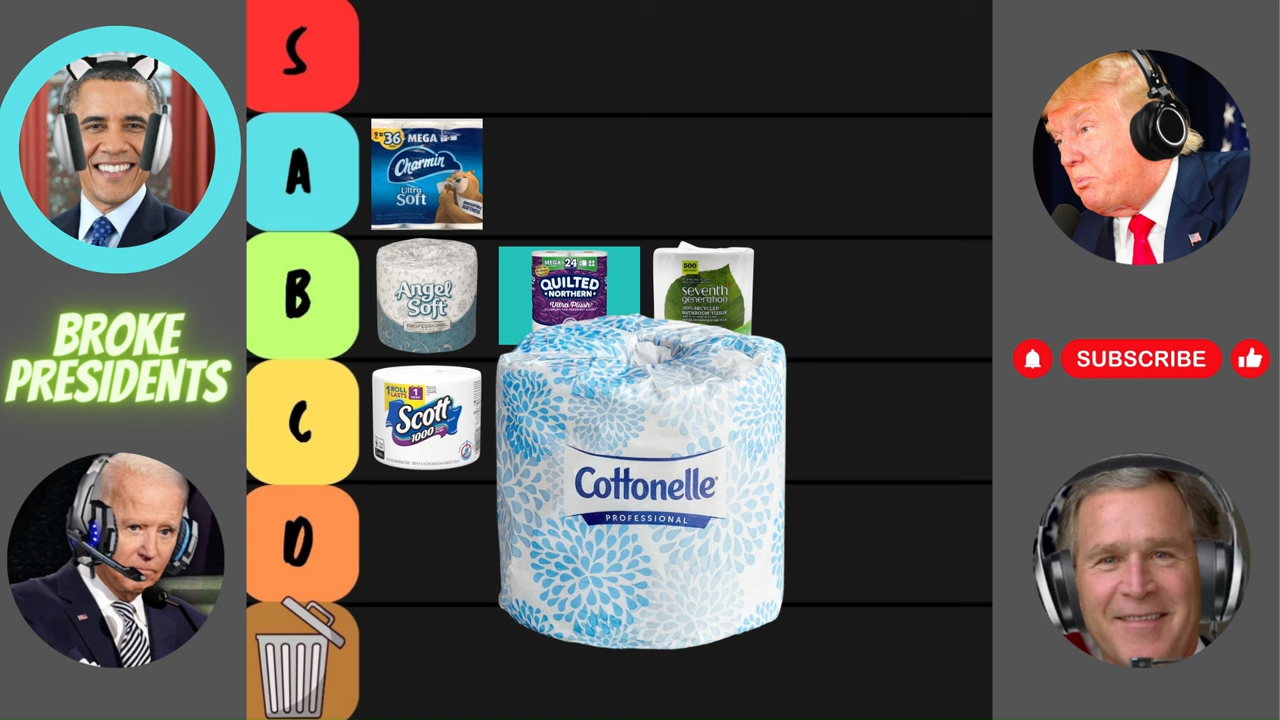 S
A
36 MEGA
Charmin
Ultra
Soft
B
Angel
Soft
PROFESSIONAL
MEGA 24
QUILTED
NORTHERN
Ultra Plush
500
seventh
generation
100% RECYCLED
BATHROOM TISSUE
BROKE
PRESIDENTS
SUBSCRIBE
C
1 ROLL
LASTS
1
Scott
1000
Cottonelle
PROFESSIONAL
D